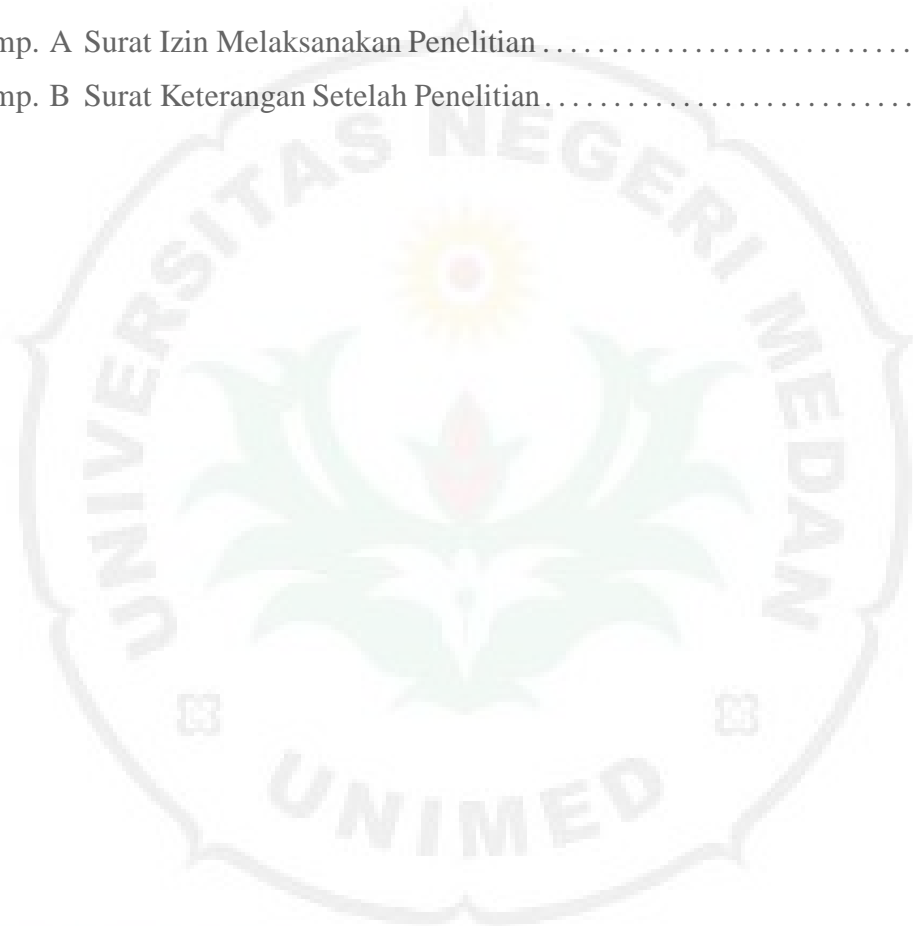 mp. A Surat Izin Melaksanakan Penelitian . . . . . . . . . . . . . . . . . . . . . . . . . . . .
mp. B Surat Keterangan Setelah Penelitian . . . . . . . . . . . . . . . . . . . . . . . . . . . .
UNIVERSITAS NEGERI MEDAN
UNIMED